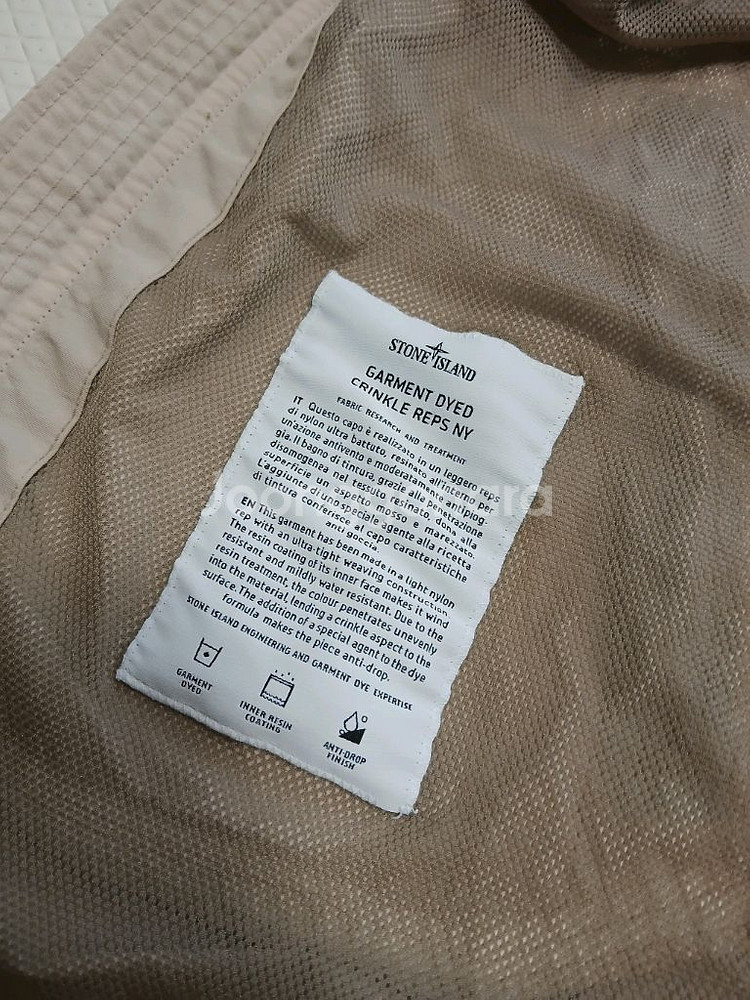 STONE ISLAND
GARMENT DYED
CRINKLE REPS NY
FABRIC RESEARCH AND TREATMENT
IT Questo capo è realizzato in un leggero reps
di nylon ultra battuto, resinato all'interno per
un'azione antivento e moderatamente antipiog-
gia. Il bagno di tintura, grazie alla penetrazione
disomogenea nel tessuto resinato, dona alla
superficie un aspetto mosso e marezzato.
L'aggiunta di uno speciale agente alla ricetta
di tintura conferisce al capo caratteristiche
anti goccia.
EN This garment has been made in a light nylon
rep with an ultra-tight weaving construction.
The resin coating of its inner face makes it wind
resistant and mildly water resistant. Due to the
resin treatment, the colour penetrates unevenly
into the material, lending a crinkle aspect to the
surface. The addition of a special agent to the dye
formula makes the piece anti-drop.
STONE ISLAND ENGINEERING AND GARMENT DYE EXPERTISE
GARMENT
DYED
INNER RESIN
COATING
ANTI-DROP
FINISH